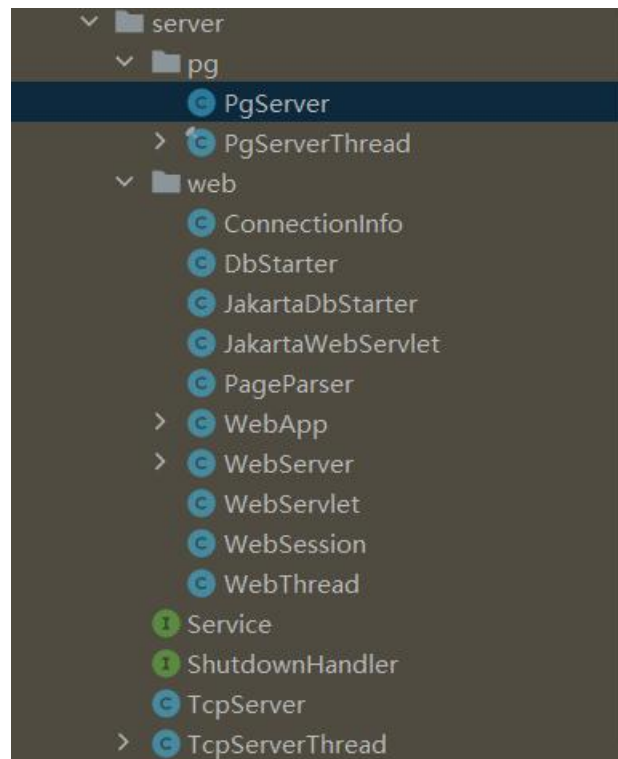 server
pg
PgServer
PgServerThread
web
ConnectionInfo
DbStarter
JakartaDbStarter
JakartaWebServlet
PageParser
WebApp
WebServer
WebServlet
WebSession
WebThread
Service
ShutdownHandler
TcpServer
TcpServerThread